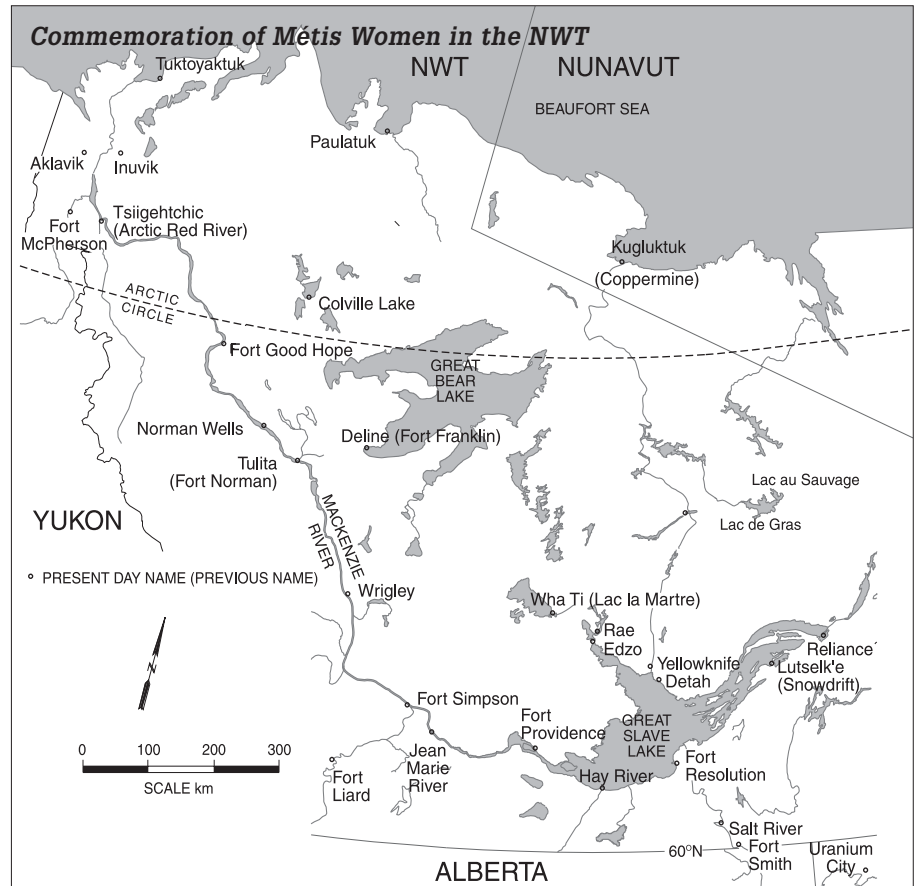 Commemoration of Métis Women in the NWT
Tuktoyaktuk
NWT
NUNAVUT
BEAUFORT SEA
Paulatuk
Aklavik
Inuvik
Tsiigehtchic
(Arctic Red River)
Fort
McPherson
Kugluktuk
(Coppermine)
ARCTIC
CIRCLE
Colville Lake
Fort Good Hope
GREAT
BEAR
LAKE
Norman Wells
Deline (Fort Franklin)
Tulita
(Fort Norman)
Lac au Sauvage
Lac de Gras
YUKON
MACKENZIE
RIVER
PRESENT DAY NAME (PREVIOUS NAME)
Wrigley
Wha Ti (Lac la Martre)
Rae
Edzo
Reliance
Yellowknife
Detah
Lutselk'e
(Snowdrift)
N
Fort Simpson
Fort
Providence
GREAT
SLAVE
LAKE
0 100 200 300
SCALE km
Jean
Marie
River
Fort
Liard
Hay River
Fort
Resolution
Salt River
Fort
Smith
60°N
Uranium
City
ALBERTA